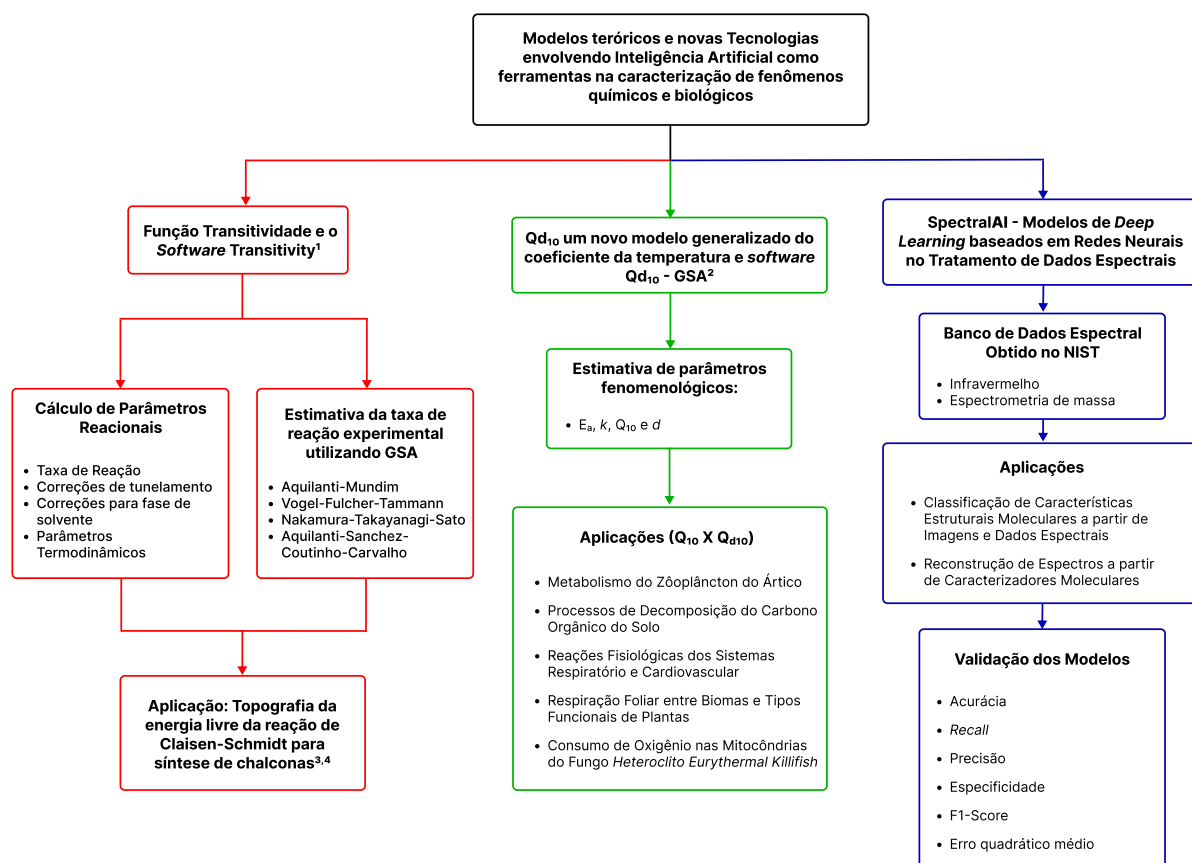 Modelos teróricos e novas Tecnologias
envolvendo Inteligência Artificial como
ferramentas na caracterização de fenômenos
químicos e biológicos
Função Transitividade e o
Software Transitivity¹
Cálculo de Parâmetros
Reacionais
• Taxa de Reação
• Correções de tunelamento
• Correções para fase de
solvente
• Parâmetros
Termodinâmicos
Estimativa da taxa de
reação experimental
utilizando GSA
• Aquilanti-Mundim
• Vogel-Fulcher-Tammann
• Nakamura-Takayanagi-Sato
• Aquilanti-Sanchez-
Coutinho-Carvalho
Aplicação: Topografia da
energia livre da reação de
Claisen-Schmidt para
síntese de chalconas³,⁴
Qd₁₀ um novo modelo generalizado do
coeficiente da temperatura e software
Qd₁₀ - GSA²
Estimativa de parâmetros
fenomenológicos:
• Eₐ, k, Q₁₀ e d
Aplicações (Q₁₀ X Q_d10)
• Metabolismo do Zôoplâncton do Ártico
• Processos de Decomposição do Carbono
Orgânico do Solo
• Reações Fisiológicas dos Sistemas
Respiratório e Cardiovascular
• Respiração Foliar entre Biomas e Tipos
Funcionais de Plantas
• Consumo de Oxigênio nas Mitocôndrias
do Fungo Heteroclito Eurythermal Killifish
SpectralAI - Modelos de Deep
Learning baseados em Redes Neurais
no Tratamento de Dados Espectrais
Banco de Dados Espectral
Obtido no NIST
• Infravermelho
• Espectrometria de massa
Aplicações
• Classificação de Características
Estruturais Moleculares a partir de
Imagens e Dados Espectrais
• Reconstrução de Espectros a partir
de Caracterizadores Moleculares
Validação dos Modelos
• Acurácia
• Recall
• Precisão
• Especificidade
• F1-Score
• Erro quadrático médio